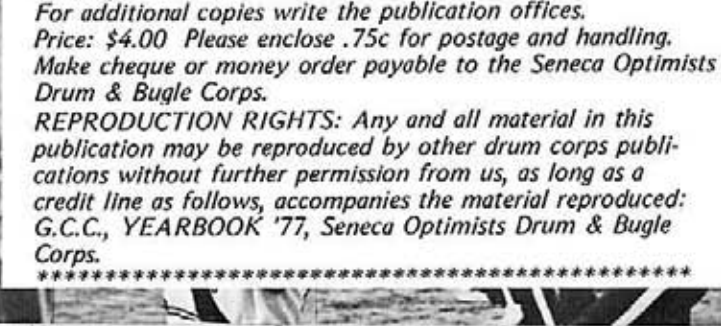 For additional copies write the publication offices.
Price: $4.00 Please enclose .75c for postage and handling.
Make cheque or money order payable to the Seneca Optimists
Drum & Bugle Corps.
REPRODUCTION RIGHTS: Any and all material in this
publication may be reproduced by other drum corps publi-
cations without further permission from us, as long as a
credit line as follows, accompanies the material reproduced:
G.C.C., YEARBOOK '77, Seneca Optimists Drum & Bugle
Corps.
**************************************************